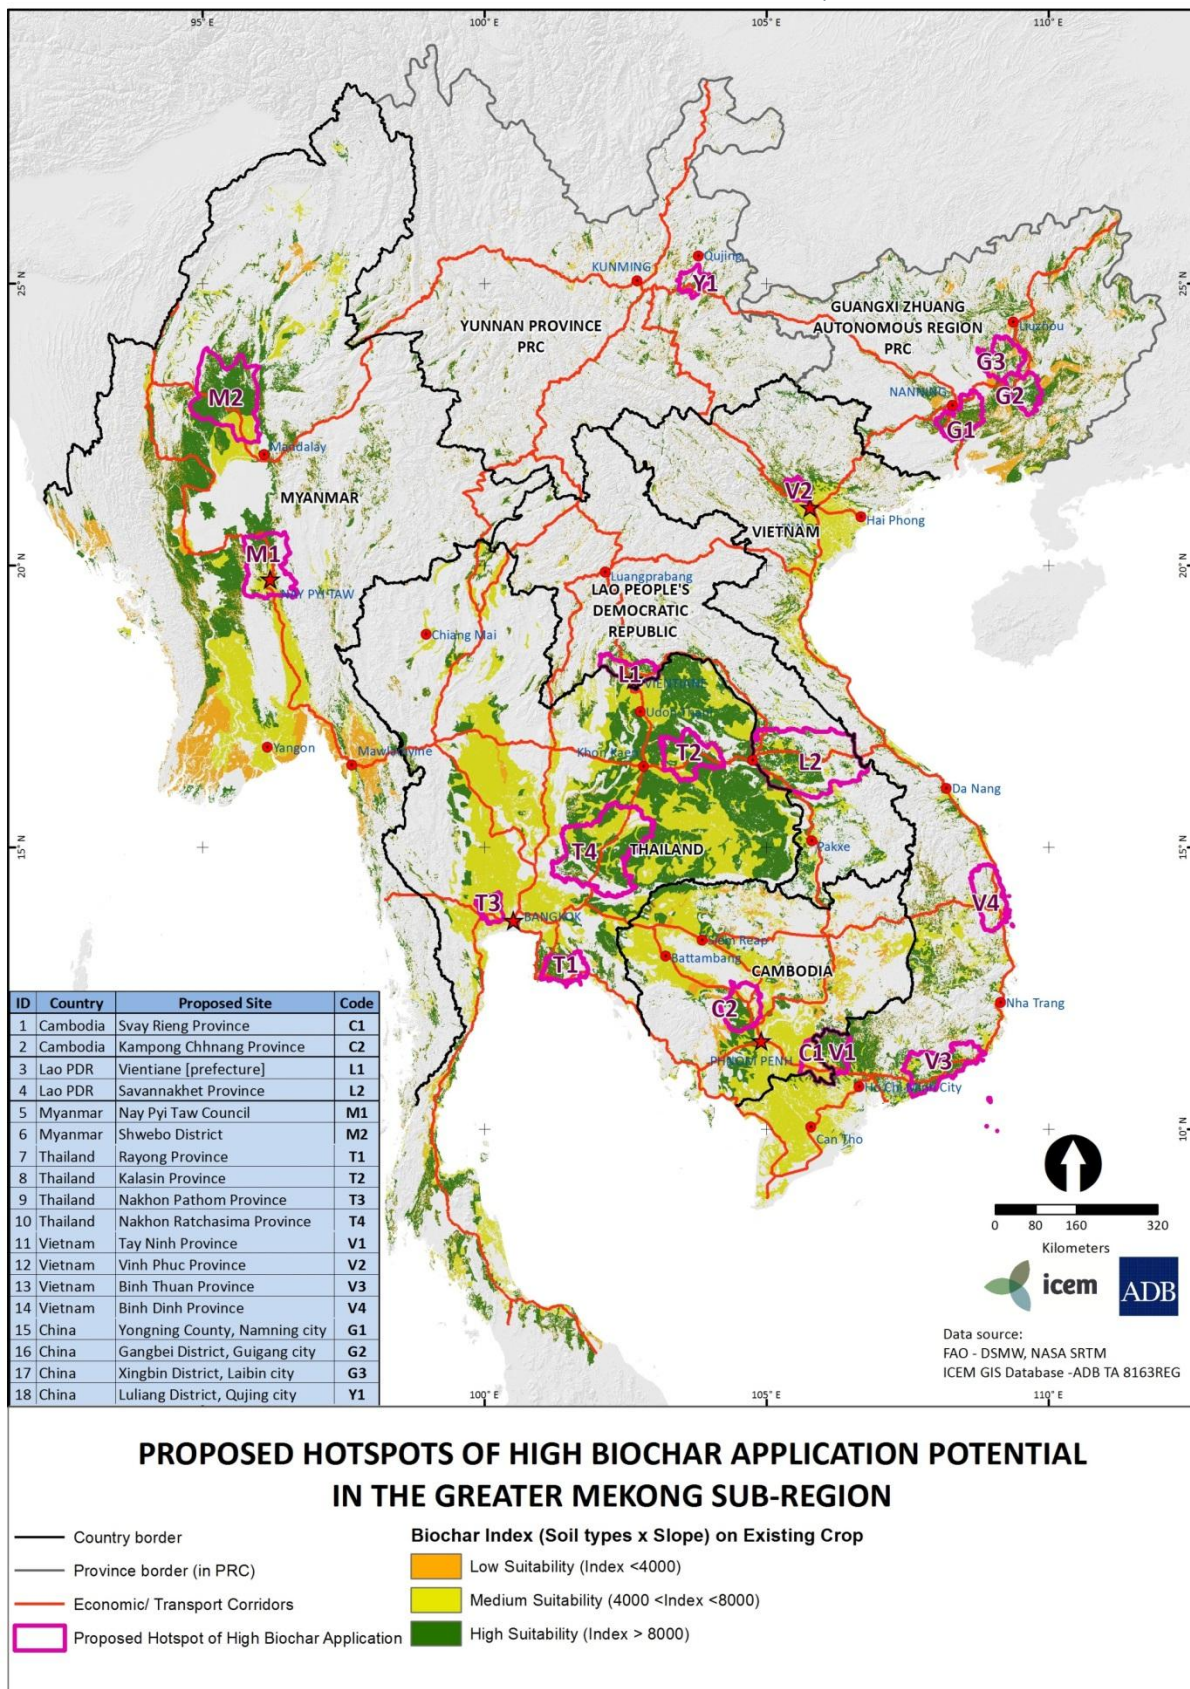 95° E
100° E
105° E
110° E
25° N
25° N
20° N
20° N
15° N
15° N
10° N
100° E
105° E
110° E
KUNMING
Qujing
Y1
YUNNAN PROVINCE
PRC
GUANGXI ZHUANG
AUTONOMOUS REGION
PRC
Liuzhou
G3
G2
NANNING
G1
M2
Mandalay
MYANMAR
V2
Hai Phong
VIETNAM
M1
NAY PYI TAW
Luangprabang
LAO PEOPLE'S
DEMOCRATIC
REPUBLIC
Chiang Mai
L1
VIENTIANE
Yangon
Khon Kaen
T2
L2
Da Nang
T4
THAILAND
Pakxe
T3
BANGKOK
V4
Siem Reap
Battambang
T1
CAMBODIA
C2
Nha Trang
PHNOM PENH
C1
V1
V3
Can Tho
ID Country Proposed Site Code
1 Cambodia Svay Rieng Province C1
2 Cambodia Kampong Chhnang Province C2
3 Lao PDR Vientiane [prefecture] L1
4 Lao PDR Savannakhet Province L2
5 Myanmar Nay Pyi Taw Council M1
6 Myanmar Shwebo District M2
7 Thailand Rayong Province T1
8 Thailand Kalasin Province T2
9 Thailand Nakhon Pathom Province T3
10 Thailand Nakhon Ratchasima Province T4
11 Vietnam Tay Ninh Province V1
12 Vietnam Vinh Phuc Province V2
13 Vietnam Binh Thuan Province V3
14 Vietnam Binh Dinh Province V4
15 China Yongning County, Namning city G1
16 China Gangbei District, Guigang city G2
17 China Xingbin District, Laibin city G3
18 China Luliang District, Qujing city Y1
0 80 160 320
Kilometers
icem
ADB
Data source:
FAO - DSMW, NASA SRTM
ICEM GIS Database -ADB TA 8163REG
PROPOSED HOTSPOTS OF HIGH BIOCHAR APPLICATION POTENTIAL
IN THE GREATER MEKONG SUB-REGION
Country border
Province border (in PRC)
Economic/ Transport Corridors
Proposed Hotspot of High Biochar Application
Biochar Index (Soil types x Slope) on Existing Crop
Low Suitability (Index <4000)
Medium Suitability (4000 <Index <8000)
High Suitability (Index > 8000)